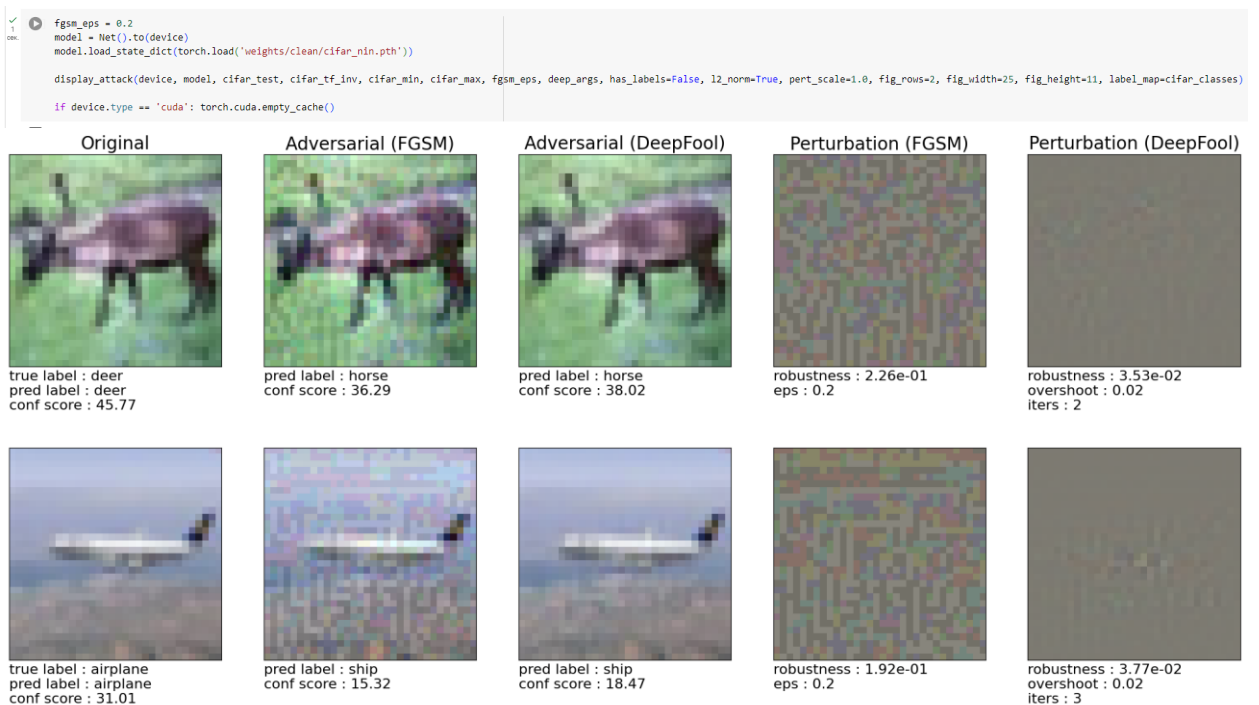 1
fgsm_eps = 0.2
model = Net().to(device)
model.load_state_dict(torch.load('weights/clean/cifar_nin.pth'))
display_attack(device, model, cifar_test, cifar_tf_inv, cifar_min, cifar_max, fgsm_eps, deep_args, has_labels=False, l2_norm=True, pert_scale=1.0, fig_rows=2, fig_width=25, fig_height=11, label_map=cifar_classes)
if device.type == 'cuda': torch.cuda.empty_cache()
Original Adversarial (FGSM) Adversarial (DeepFool) Perturbation (FGSM) Perturbation (DeepFool)
true label : deer pred label : horse pred label : horse robustness : 2.26e-01 robustness : 3.53e-02
pred label : deer conf score : 36.29 conf score : 38.02 eps : 0.2 overshoot : 0.02
conf score : 45.77 iters : 2
true label : airplane pred label : ship pred label : ship robustness : 1.92e-01 robustness : 3.77e-02
pred label : airplane conf score : 15.32 conf score : 18.47 eps : 0.2 overshoot : 0.02
conf score : 31.01 iters : 3